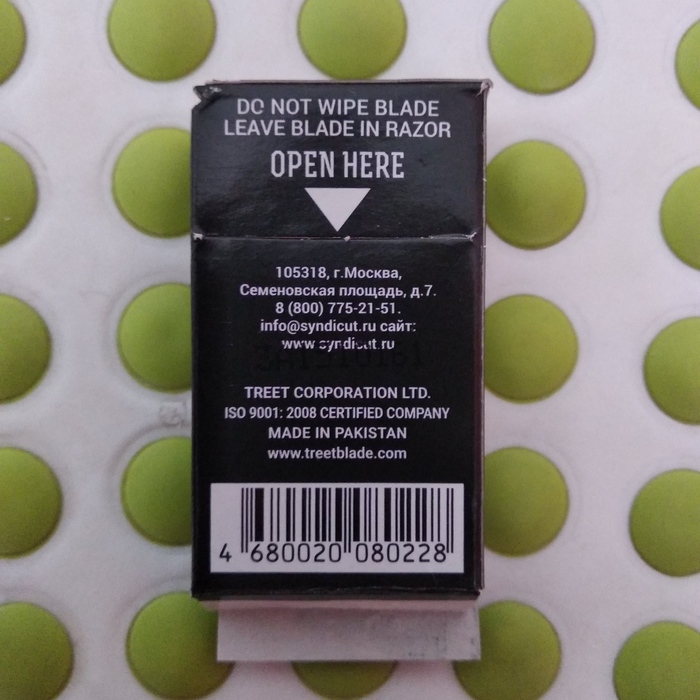 DO NOT WIPE BLADE
LEAVE BLADE IN RAZOR
OPEN HERE
105318, г.Москва,
Семеновская площадь, д.7.
8 (800) 775-21-51.
info@syndicut.ru сайт:
www.syndicut.ru
TREET CORPORATION LTD.
ISO 9001: 2008 CERTIFIED COMPANY
MADE IN PAKISTAN
www.treetblade.com
4 680020 080228